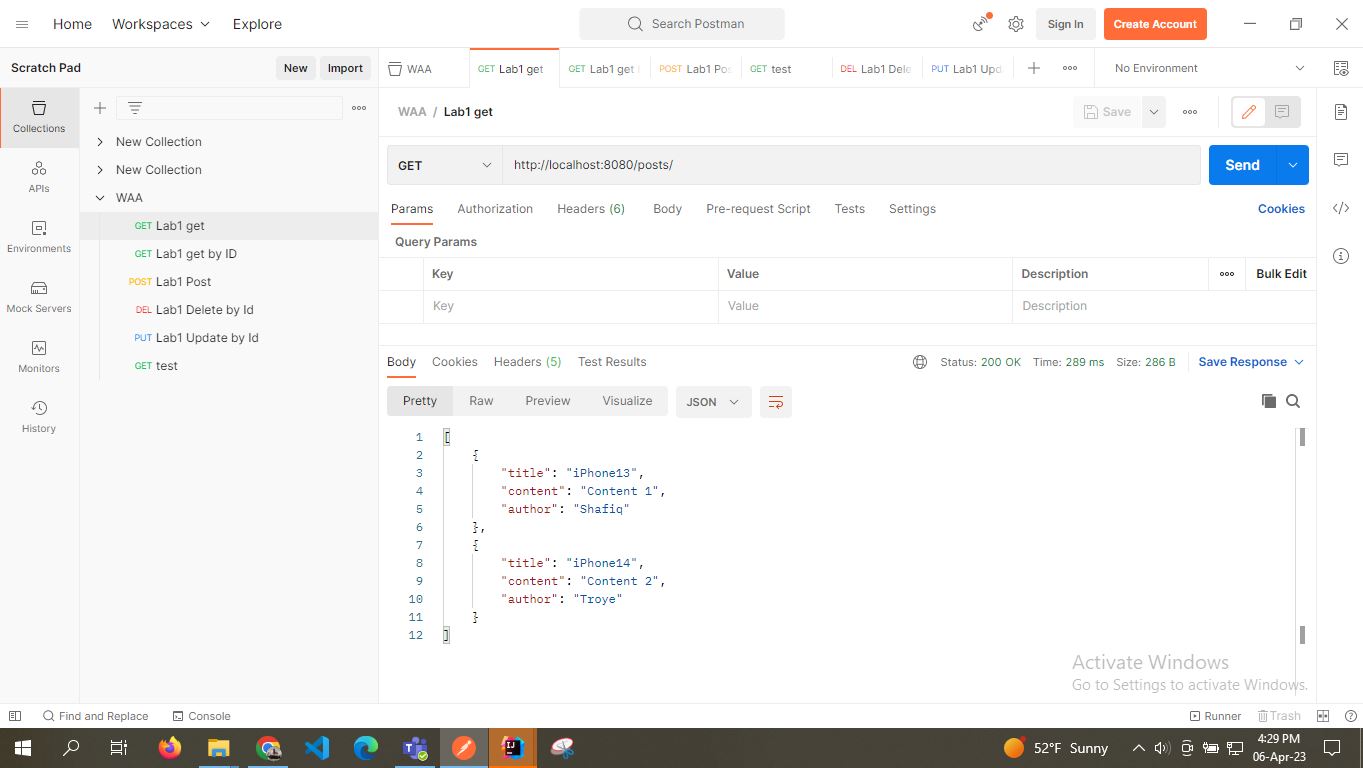 Home Workspaces Explore Search Postman Sign In Create Account
Scratch Pad New Import WAA GET Lab1 get GET Lab1 get POST Lab1 Pos GET test DEL Lab1 Dele PUT Lab1 Upd No Environment
WAA / Lab1 get Save
Collections
New Collection
New Collection
WAA
GET Lab1 get
GET Lab1 get by ID
POST Lab1 Post
DEL Lab1 Delete by Id
PUT Lab1 Update by Id
GET test
APIs
Environments
Mock Servers
Monitors
History
GET http://localhost:8080/posts/ Send
Params Authorization Headers (6) Body Pre-request Script Tests Settings Cookies
Query Params
Key Value Description Bulk Edit
Key Value Description
Body Cookies Headers (5) Test Results Status: 200 OK Time: 289 ms Size: 286 B Save Response
Pretty Raw Preview Visualize JSON
1 [
2 {
3 "title": "iPhone13",
4 "content": "Content 1",
5 "author": "Shafiq"
6 },
7 {
8 "title": "iPhone14",
9 "content": "Content 2",
10 "author": "Troye"
11 }
12 ]
Activate Windows
Go to Settings to activate Windows.
Find and Replace Console Runner Trash
52°F Sunny 4:29 PM
06-Apr-23